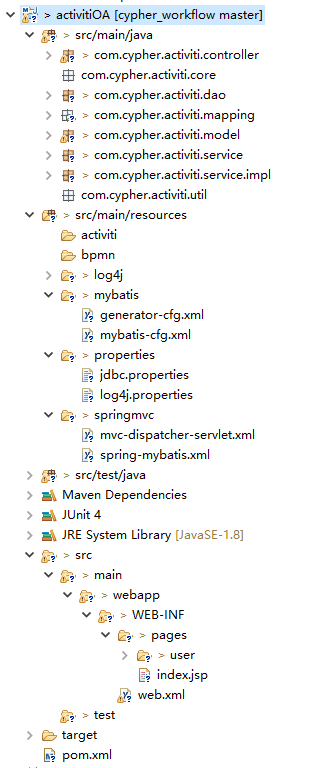 > activitiOA [cypher_workflow master]
> src/main/java
> com.cypher.activiti.controller
com.cypher.activiti.core
> com.cypher.activiti.dao
> com.cypher.activiti.mapping
> com.cypher.activiti.model
> com.cypher.activiti.service
> com.cypher.activiti.service.impl
com.cypher.activiti.util
> src/main/resources
activiti
bpmn
> log4j
> mybatis
generator-cfg.xml
mybatis-cfg.xml
> properties
jdbc.properties
log4j.properties
> springmvc
mvc-dispatcher-servlet.xml
spring-mybatis.xml
> src/test/java
Maven Dependencies
JUnit 4
JRE System Library [JavaSE-1.8]
> src
> main
> webapp
> WEB-INF
> pages
> user
index.jsp
web.xml
> test
target
pom.xml